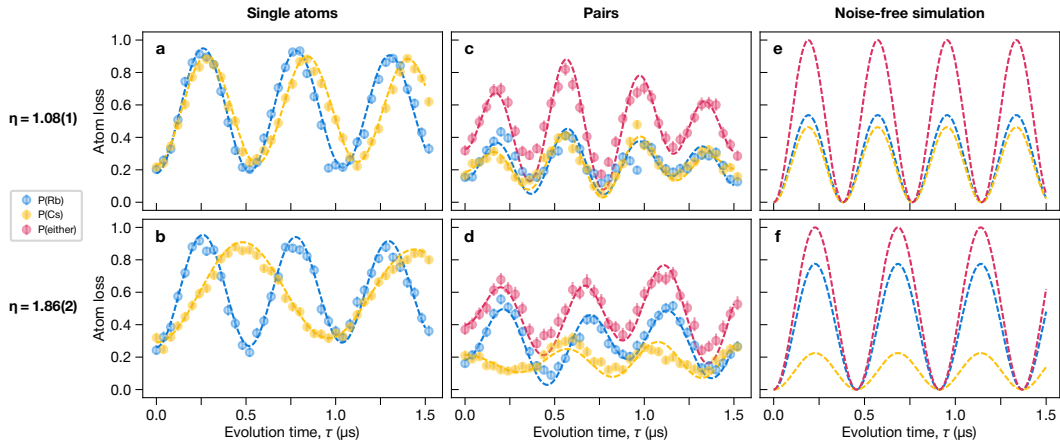 Single atoms
Pairs
Noise-free simulation
η = 1.08(1)
Atom loss
1.0
0.8
0.6
0.4
0.2
0.0
a
c
e
P(Rb)
P(Cs)
P(either)
η = 1.86(2)
Atom loss
1.0
0.8
0.6
0.4
0.2
0.0
b
d
f
0.0 0.5 1.0 1.5
0.0 0.5 1.0 1.5
0.0 0.5 1.0 1.5
Evolution time, τ (μs)
Evolution time, τ (μs)
Evolution time, τ (μs)